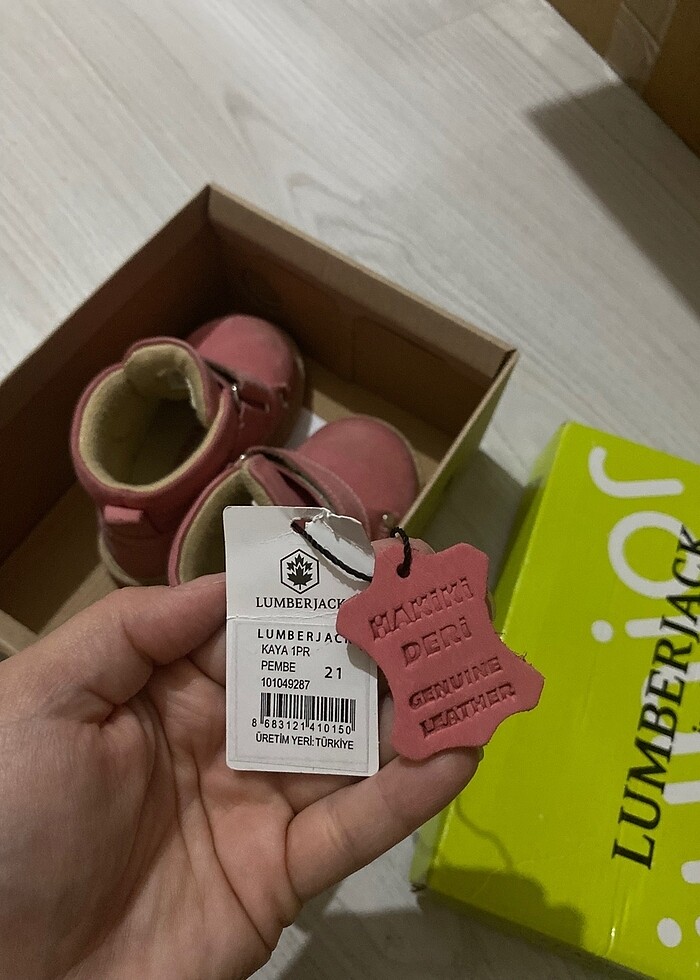 LUMBERJACK
LUMBERJACK
KAYA 1PR
PEMBE 21
101049287
8 683121 410150
ÜRETİM YERİ: TÜRKİYE
HAKİKİ
DERİ
GENUINE
LEATHER
LUMBERJACK